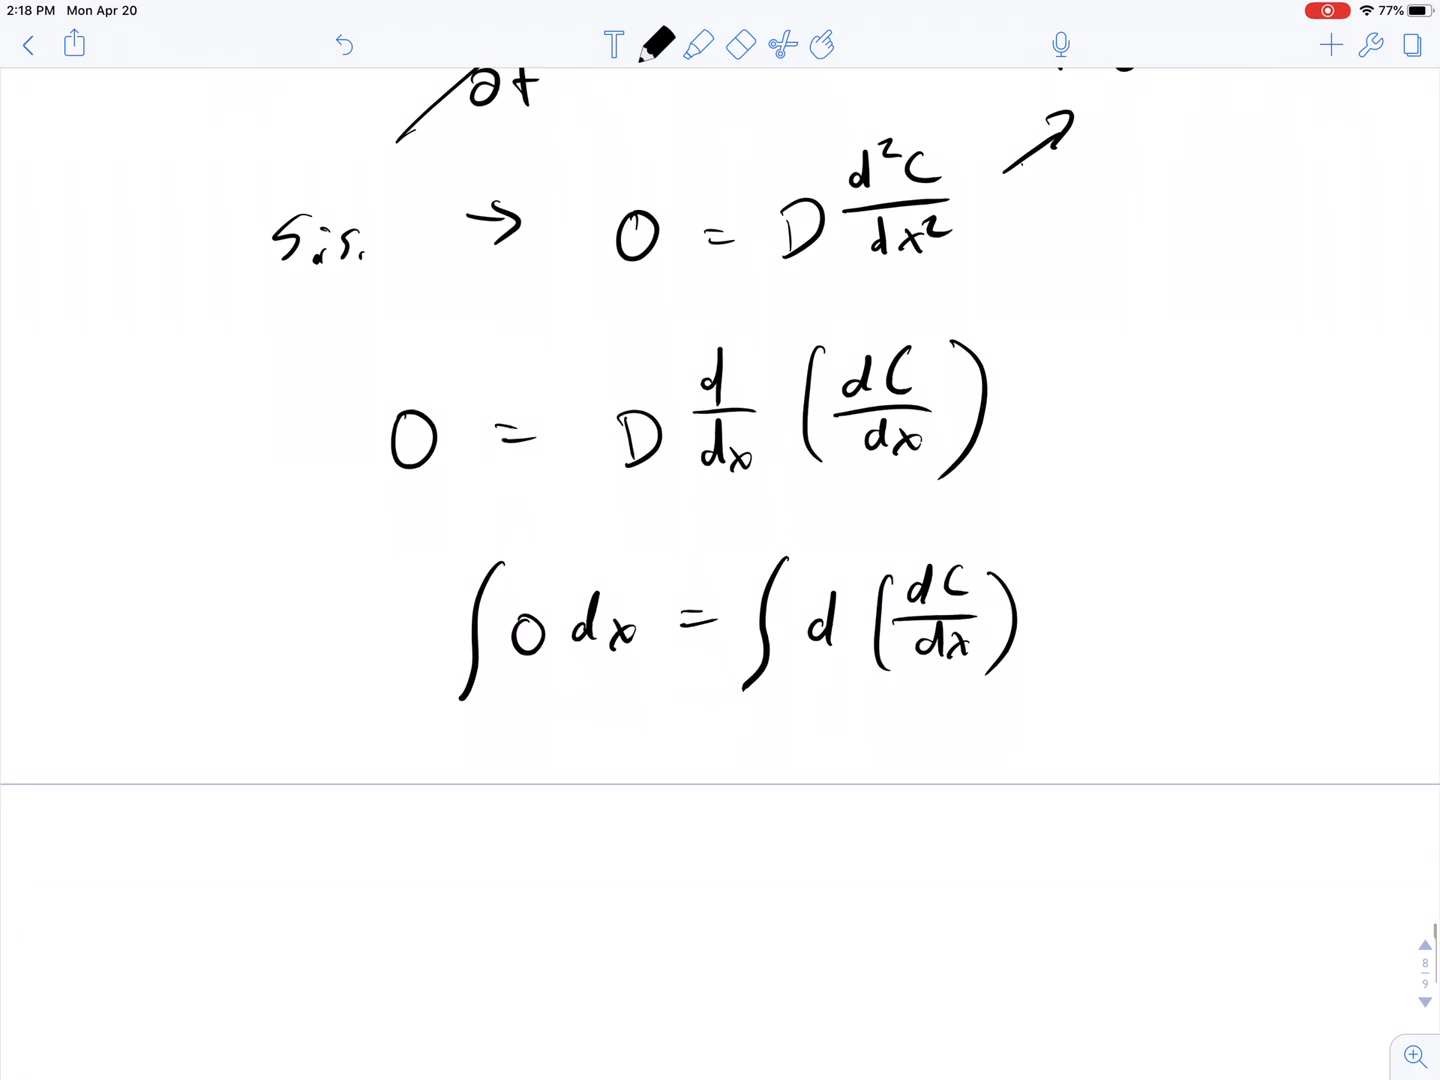 2:18 PM Mon Apr 20 77%
T
∂t
S.S. → 0 = D d²C/dx²
0 = D d/dx (dC/dx)
∫ 0 dx = ∫ d (dC/dx)
8
9